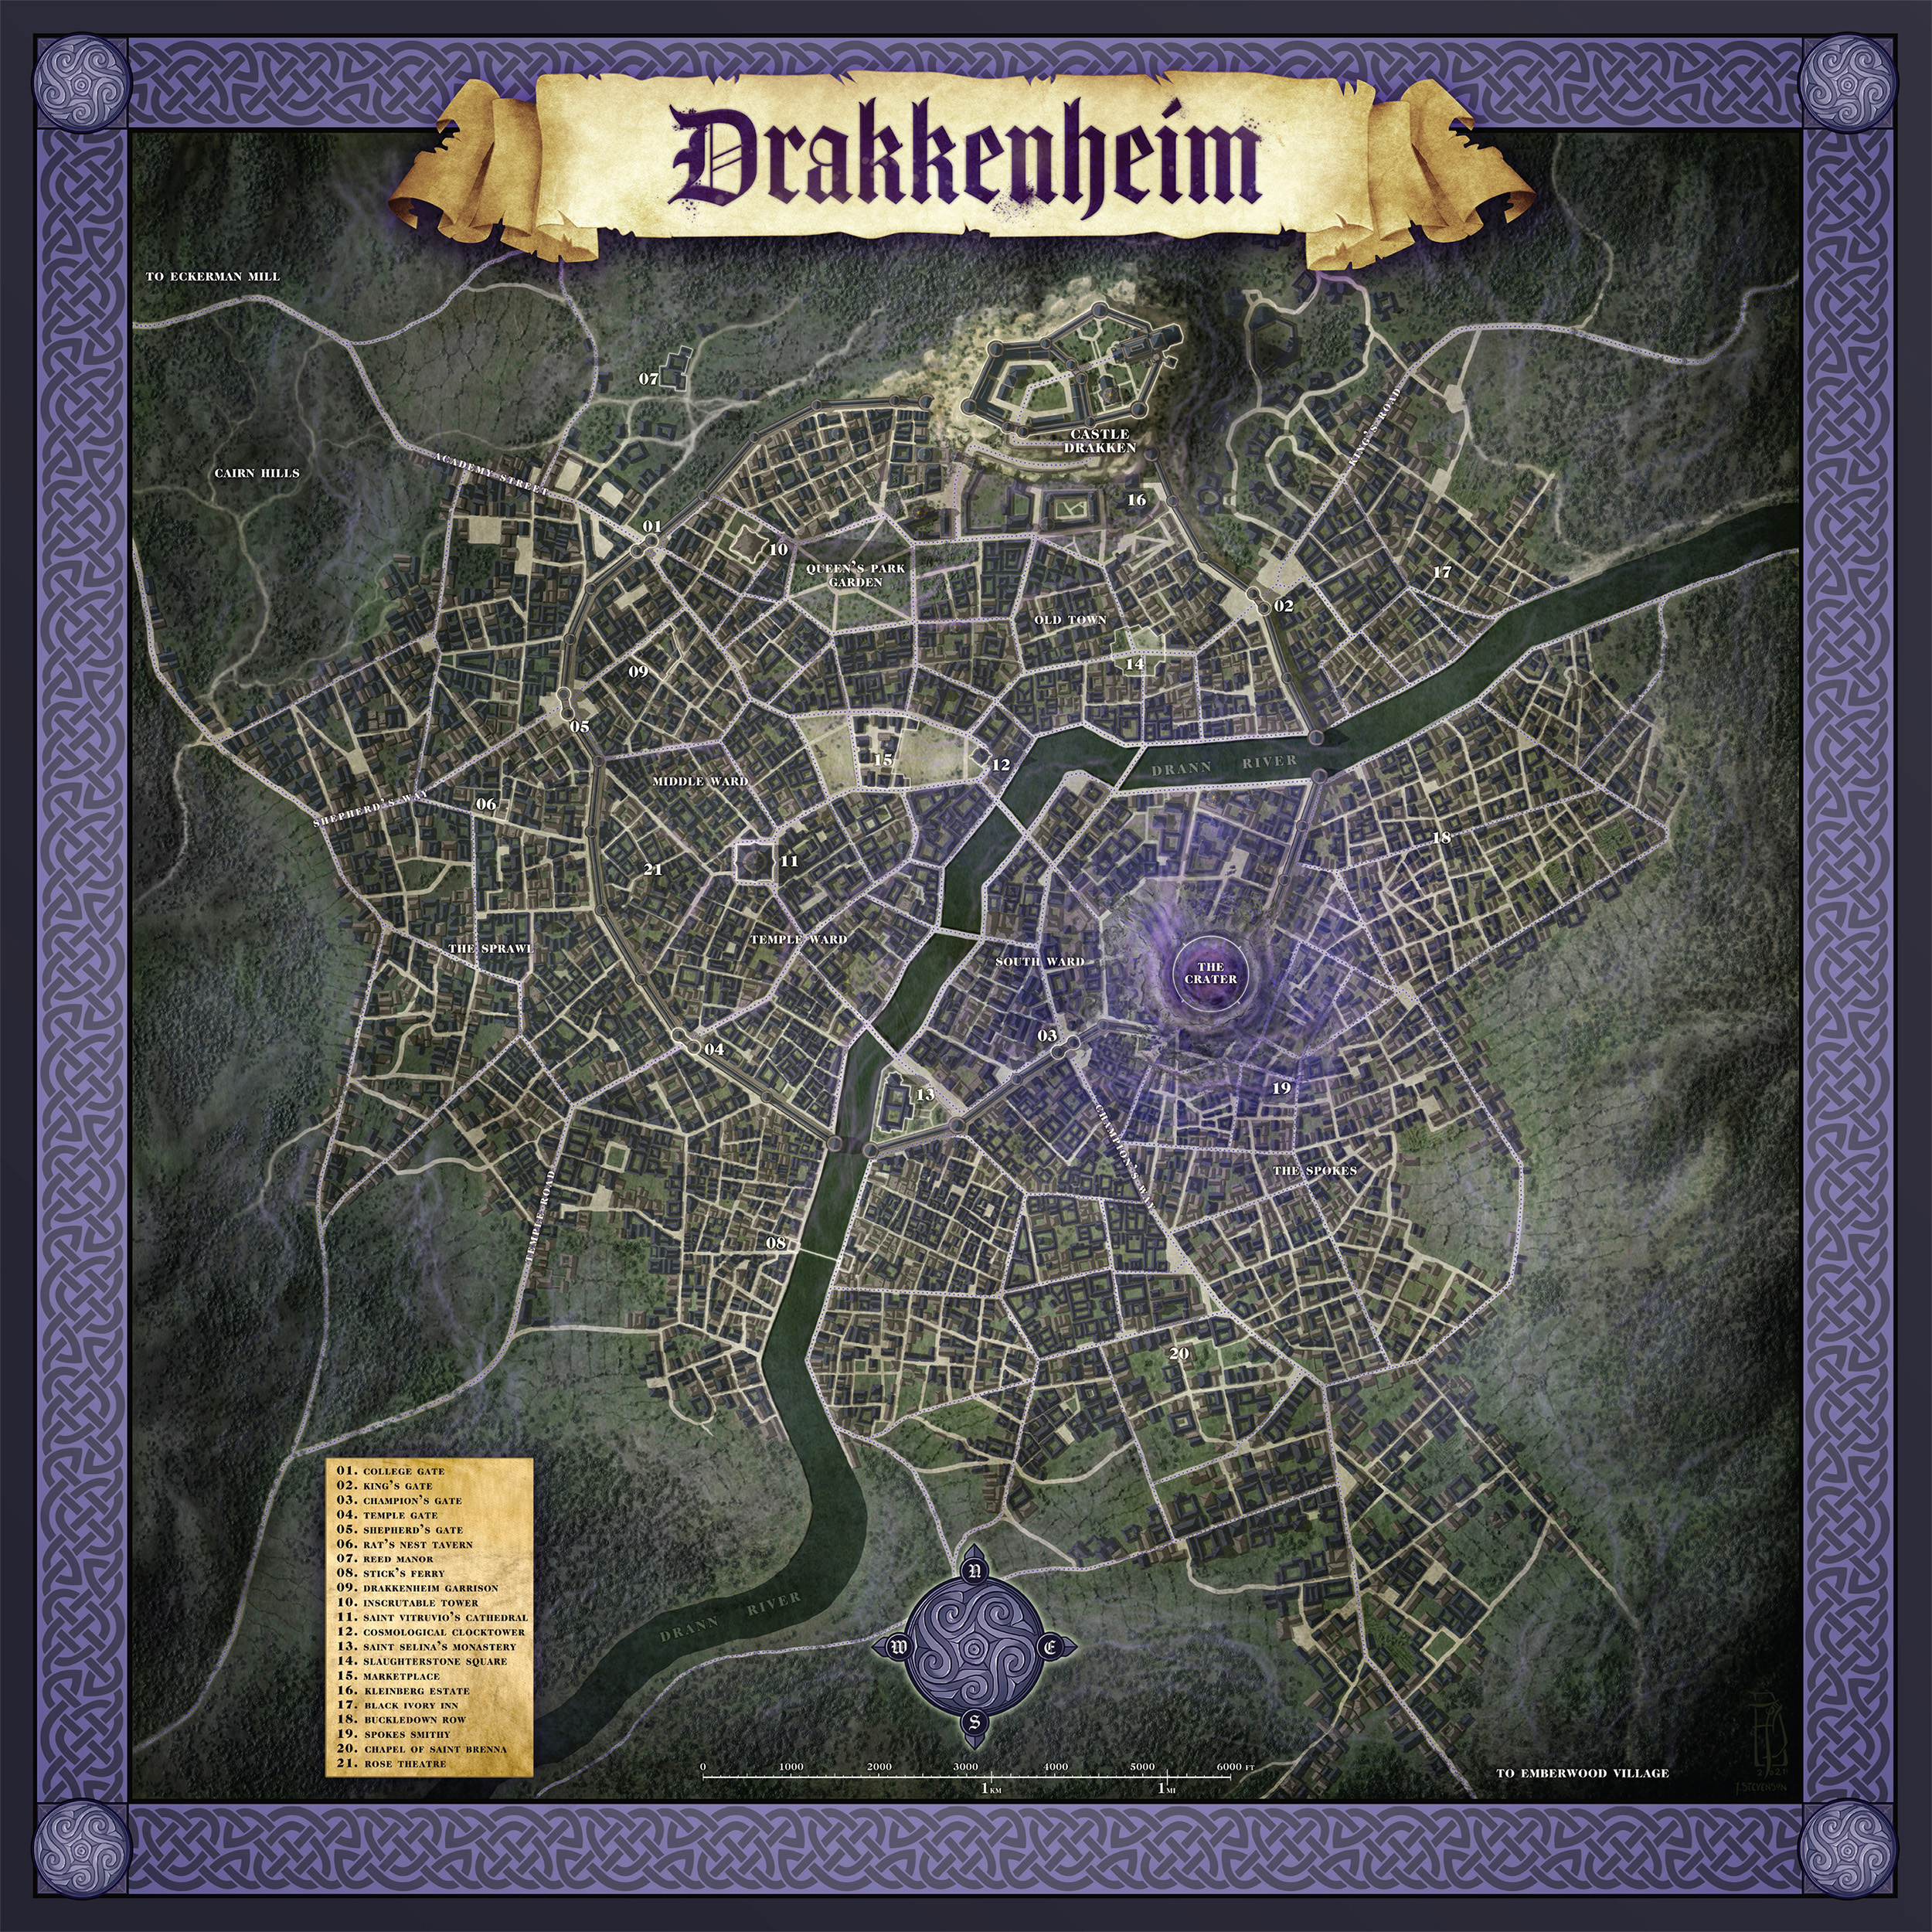 Drakkenheim
TO ECKERMAN MILL
CAIRN HILLS
ACADEMY STREET
07
01
10
QUEEN'S PARK
GARDEN
CASTLE
DRAKKEN
16
KING'S ROAD
17
02
OLD TOWN
14
09
05
MIDDLE WARD
15
12
DRANN RIVER
SHEPHERD'S WAY
06
21
11
18
THE SPRAWL
TEMPLE WARD
SOUTH WARD
THE
CRATER
04
03
13
19
CHAMPION'S WAY
THE SPOKES
TEMPLE ROAD
08
20
01. COLLEGE GATE
02. KING'S GATE
03. CHAMPION'S GATE
04. TEMPLE GATE
05. SHEPHERD'S GATE
06. RAT'S NEST TAVERN
07. REED MANOR
08. STICK'S FERRY
09. DRAKKENHEIM GARRISON
10. INSCRUTABLE TOWER
11. SAINT VITRUVIO'S CATHEDRAL
12. COSMOLOGICAL CLOCKTOWER
13. SAINT SELINA'S MONASTERY
14. SLAUGHTERSTONE SQUARE
15. MARKETPLACE
16. KLEINBERG ESTATE
17. BLACK IVORY INN
18. BUCKLEDOWN ROW
19. SPOKES SMITHY
20. CHAPEL OF SAINT BRENNA
21. ROSE THEATRE
DRANN RIVER
N
W E
S
0 1000 2000 3000 4000 5000 6000 FT
1 KM 1 MI
TO EMBERWOOD VILLAGE
J.STEVENSON